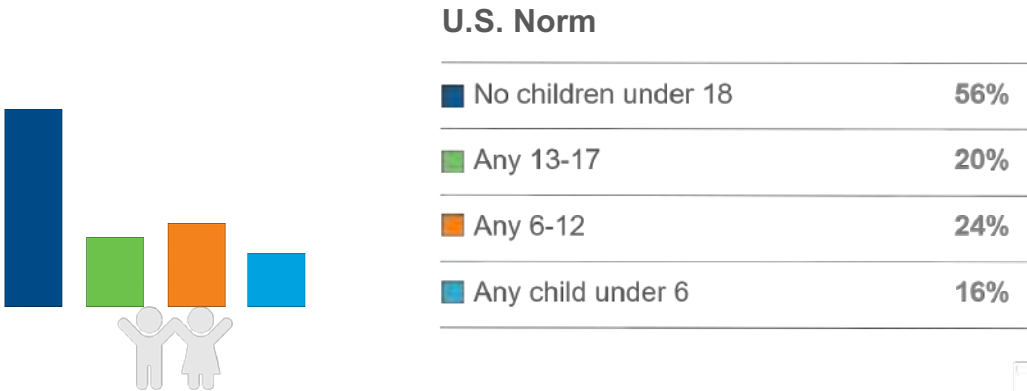 U.S. Norm
No children under 18 56%
Any 13-17 20%
Any 6-12 24%
Any child under 6 16%